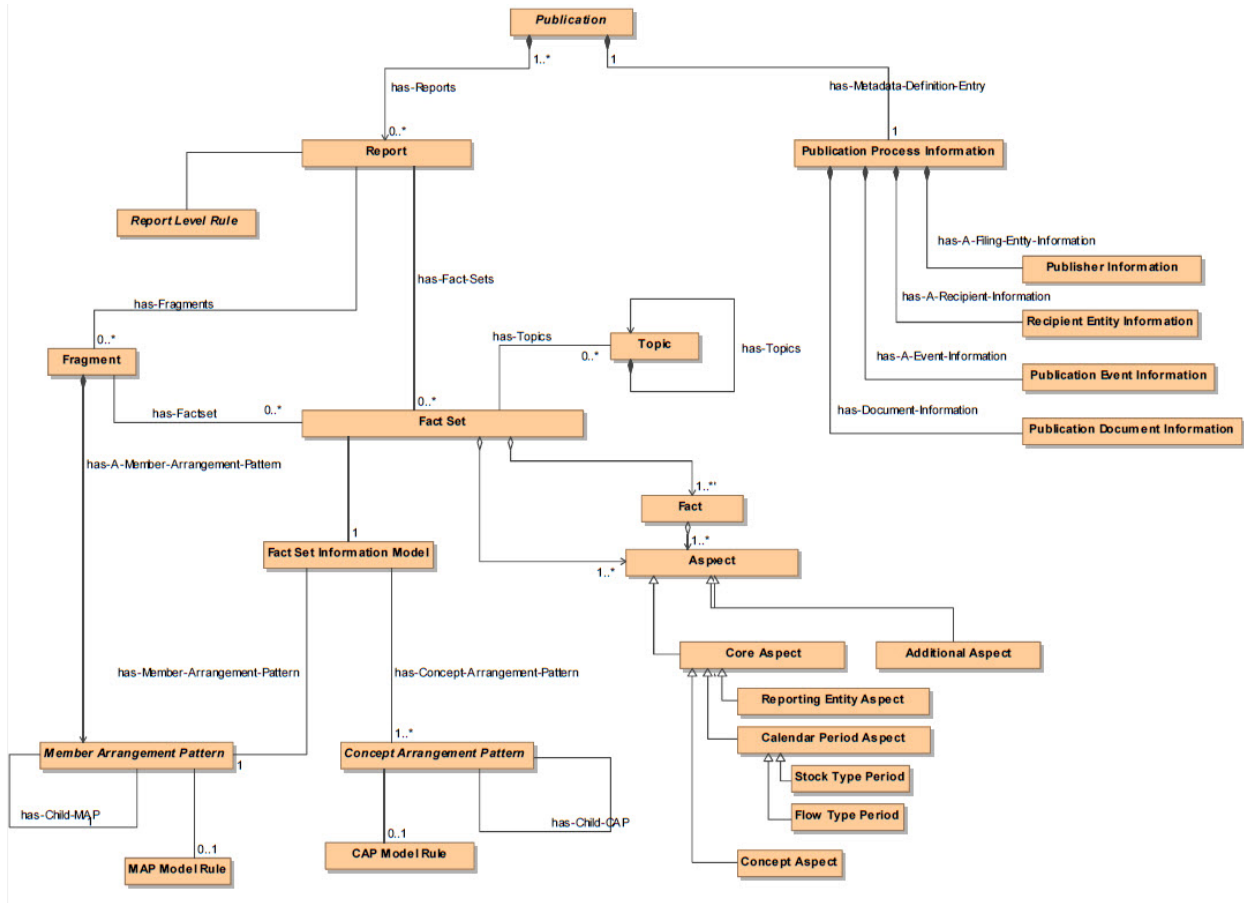 Publication
1..*
1
has-Reports
has-Metadata-Definition-Entry
0..*
1
Report
Publication Process Information
Report Level Rule
has-A-Filing-Entty-Information
Publisher Information
has-Fact-Sets
has-Fragments
has-A-Recipient-Information
Recipient Entity Information
0..*
has-Topics
Topic
has-Topics
0..*
Fragment
has-A-Event-Information
Publication Event Information
has-Factset
0..*
0..*
has-Document-Information
Fact Set
Publication Document Information
has-A-Member-Arrangement-Pattern
1..*'
Fact
1
1..*
Fact Set Information Model
Aspxect
1..*
Core Aspect
Additional Aspect
has-Member-Arrangement-Pattern
has-Concept-Arrangement-Pattern
Reporting Entity Aspect
1..*
Calendar Period Aspect
Member Arrangement Pattern
1
Concept Arrangement Pattern
Stock Type Period
has-Child-MAP
1
has-Child-CAP
Flow Type Period
0..1
0..1
MAP Model Rule
CAP Model Rule
Concept Aspect